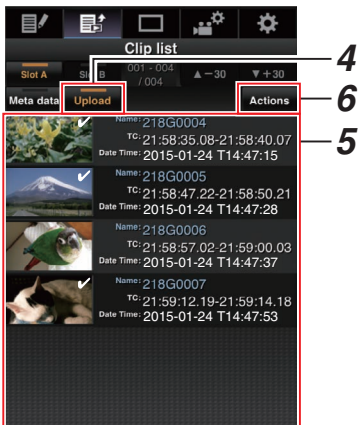 Clip list
4
Slot A Slot B 001 - 004 / 004 ▲−30 ▼+30
6
Meta data Upload Actions
5
Name: 218G0004
TC: 21:58:35.08-21:58:40.07
Date Time: 2015-01-24 T14:47:15
Name: 218G0005
TC: 21:58:47.22-21:58:50.21
Date Time: 2015-01-24 T14:47:28
Name: 218G0006
TC: 21:58:57.02-21:59:00.03
Date Time: 2015-01-24 T14:47:37
Name: 218G0007
TC: 21:59:12.19-21:59:14.18
Date Time: 2015-01-24 T14:47:53